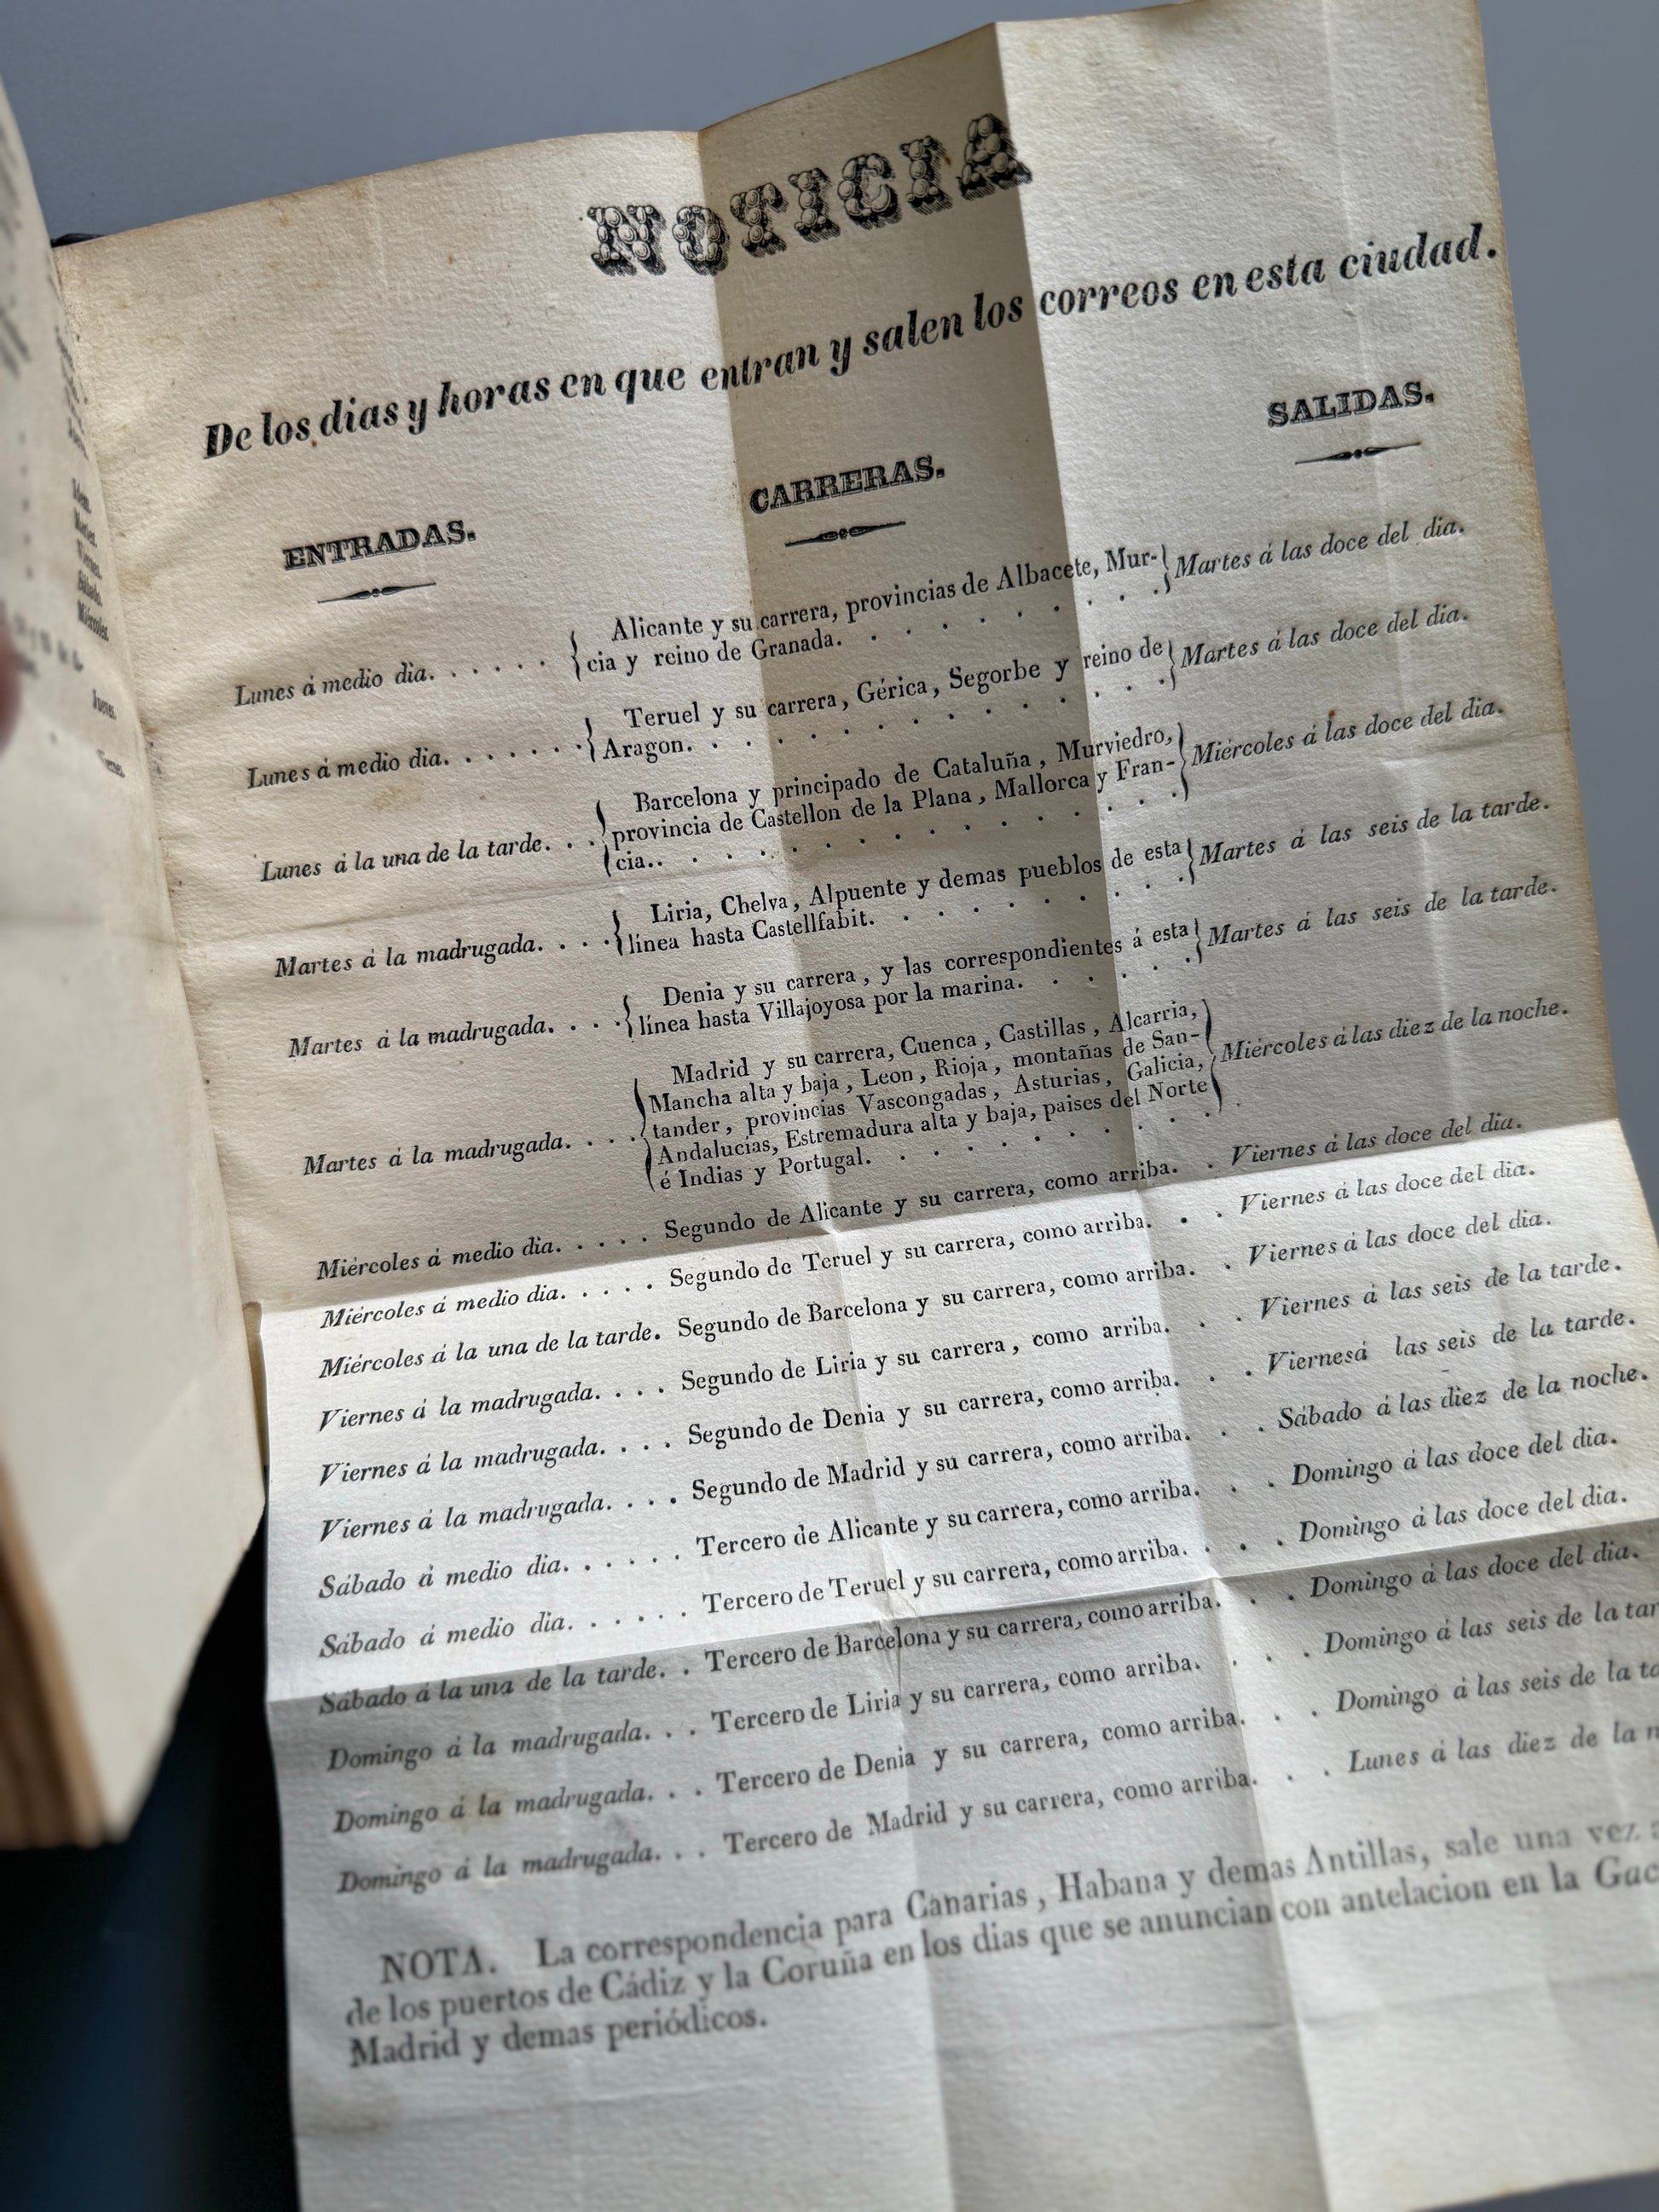 NOTICIA
De los dias y horas en que entran y salen los correos en esta ciudad.
ENTRADAS. CARRERAS. SALIDAS.
Lunes á medio dia. . . . . . { Alicante y su carrera, provincias de Albacete, Mur-
cia y reino de Granada. . . . . . . . . } Martes á las doce del dia.
Lunes á medio dia. . . . . . . { Teruel y su carrera, Gérica, Segorbe y reino de
Aragon. . . . . . . . . . . . . . } Martes á las doce del dia.
Lunes á la una de la tarde. . . . { Barcelona y principado de Cataluña, Murviedro,
provincia de Castellon de la Plana, Mallorca y Fran-
cia. . . . . . . . . . . . . . } Miércoles á las doce del dia.
Martes á la madrugada. . . . . { Liria, Chelva, Alpuente y demas pueblos de esta
línea hasta Castellfabit. . . . . . . . . } Martes á las seis de la tarde.
Martes á la madrugada. . . . . { Denia y su carrera, y las correspondientes á esta
línea hasta Villajoyosa por la marina. . . . . . } Martes á las seis de la tarde.
Martes á la madrugada. . . . . { Madrid y su carrera, Cuenca, Castillas, Alcarria,
Mancha alta y baja, Leon, Rioja, montañas de San-
tander, provincias Vascongadas, Asturias, Galicia,
Andalucías, Estremadura alta y baja, paises del Norte
é Indias y Portugal. . . . . . . . . . } Miércoles á las diez de la noche.
Miércoles á medio dia. . . . . Segundo de Alicante y su carrera, como arriba. . . Viernes á las doce del dia.
Miércoles á medio dia. . . . . Segundo de Teruel y su carrera, como arriba. . . Viernes á las doce del dia.
Miércoles á la una de la tarde. Segundo de Barcelona y su carrera, como arriba. . Viernes á las doce del dia.
Viernes á la madrugada. . . . Segundo de Liria y su carrera, como arriba. . . Viernes á las seis de la tarde.
Viernes á la madrugada. . . . Segundo de Denia y su carrera, como arriba. . . Viernesá las seis de la tarde.
Viernes á la madrugada. . . . Segundo de Madrid y su carrera, como arriba. . . Sábado á las diez de la noche.
Sábado á medio dia. . . . . . Tercero de Alicante y su carrera, como arriba. . . Domingo á las doce del dia.
Sábado á medio dia. . . . . . Tercero de Teruel y su carrera, como arriba. . . . Domingo á las doce del dia.
Sábado á la una de la tarde. . Tercero de Barcelona y su carrera, como arriba. . . Domingo á las doce del dia.
Domingo á la madrugada. . . Tercero de Liria y su carrera, como arriba. . . . Domingo á las seis de la tar
Domingo á la madrugada. . . Tercero de Denia y su carrera, como arriba. . . Domingo á las seis de la ta
Domingo á la madrugada. . . Tercero de Madrid y su carrera, como arriba. . . Lunes á las diez de la n
NOTA. La correspondencia para Canarias, Habana y demas Antillas, sale una vez
de los puertos de Cádiz y la Coruña en los dias que se anuncian con antelacion en la Gac
Madrid y demas periódicos.
Idem.
Martes.
Viernes.
Sábado.
Miércoles.
Jueves.
Viernes.